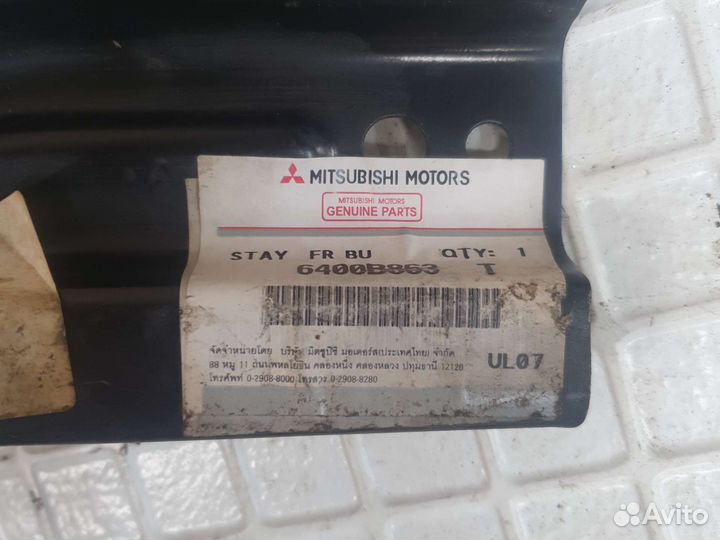 MITSUBISHI MOTORS
MITSUBISHI MOTORS
GENUINE PARTS
STAY FR BU QTY: 1
6400B863 T
จัดจำหน่ายโดย บริษัท มิตซูบิชิ มอเตอร์ส(ประเทศไทย) จำกัด
88 หมู่ 11 ถนนพหลโยธิน คลองหนึ่ง คลองหลวง ปทุมธานี 12120
โทรศัพท์ 0-2908-8000 โทรสาร 0-2908-8280
UL07
Avito